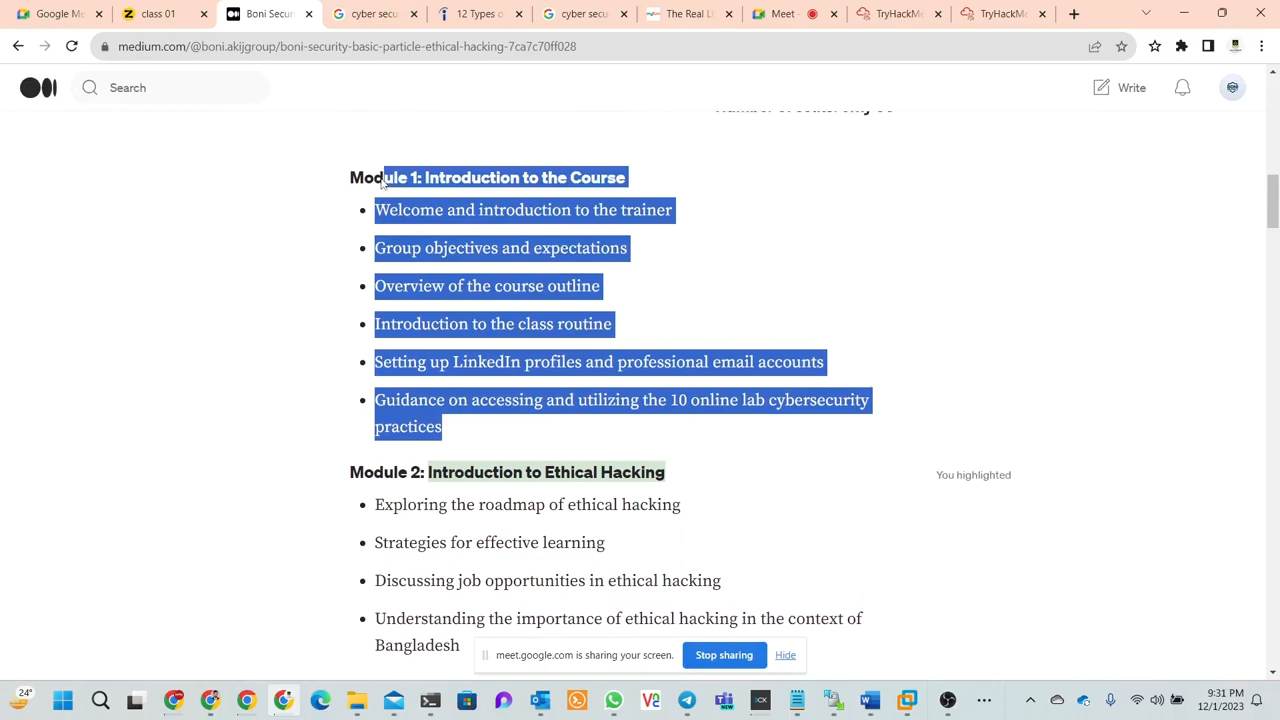 Google Me
class 01
Boni Secur
cyber secur
12 Types o
cyber sec
The Real L
Meet -
TryHackMe
TryHackMe
medium.com/@boni.akijgroup/boni-security-basic-particle-ethical-hacking-7ca7c70ff028
Search
Write
Module 1: Introduction to the Course
Welcome and introduction to the trainer
Group objectives and expectations
Overview of the course outline
Introduction to the class routine
Setting up LinkedIn profiles and professional email accounts
Guidance on accessing and utilizing the 10 online lab cybersecurity
practices
Module 2: Introduction to Ethical Hacking
You highlighted
Exploring the roadmap of ethical hacking
Strategies for effective learning
Discussing job opportunities in ethical hacking
Understanding the importance of ethical hacking in the context of
Bangladesh
meet.google.com is sharing your screen.
Stop sharing
Hide
24°
9:31 PM
12/1/2023